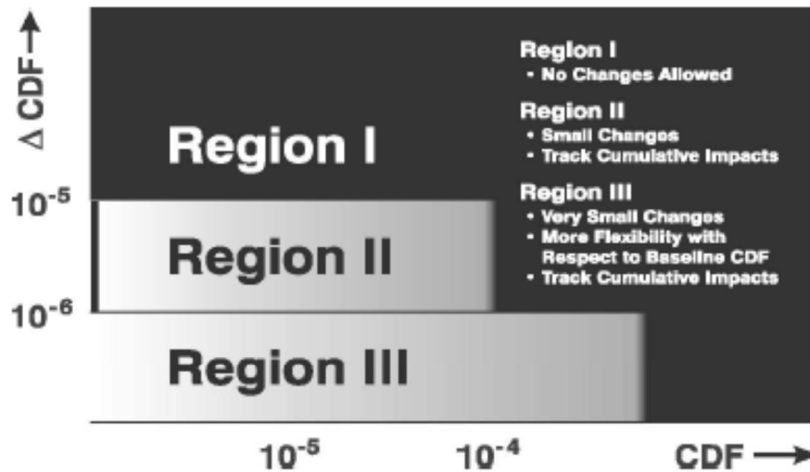 Δ CDF→
Region I
• No Changes Allowed
Region II
• Small Changes
• Track Cumulative Impacts
Region III
• Very Small Changes
• More Flexibility with
Respect to Baseline CDF
• Track Cumulative Impacts
Region I
10⁻⁵
Region II
10⁻⁶
Region III
10⁻⁵ 10⁻⁴ CDF →